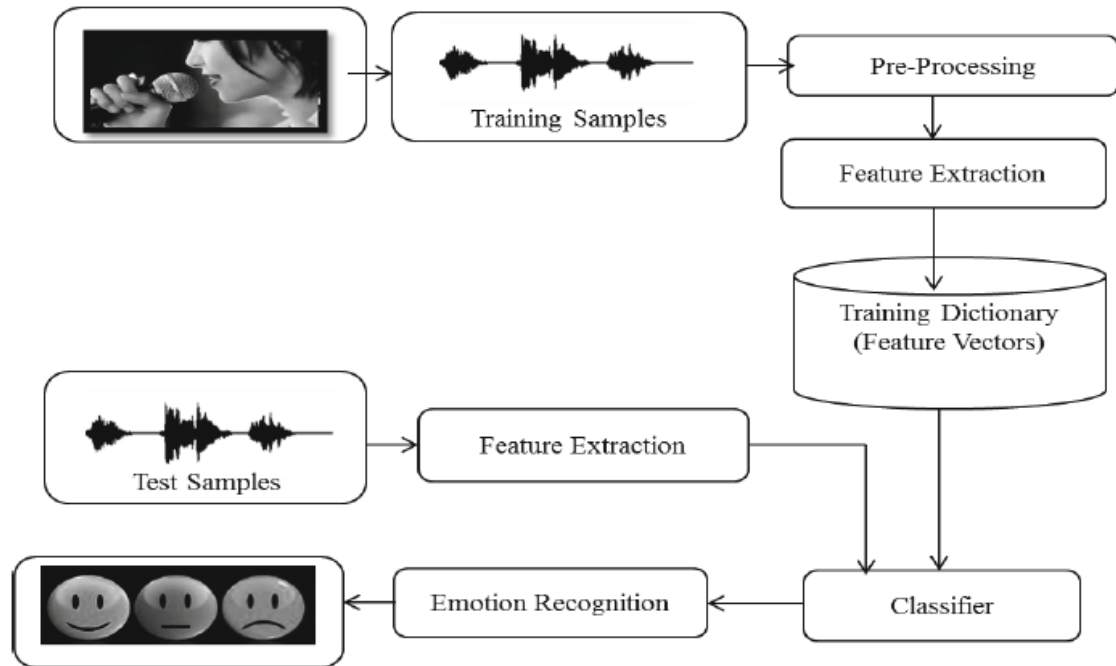 Training Samples
Pre-Processing
Feature Extraction
Training Dictionary
(Feature Vectors)
Test Samples
Feature Extraction
Emotion Recognition
Classifier